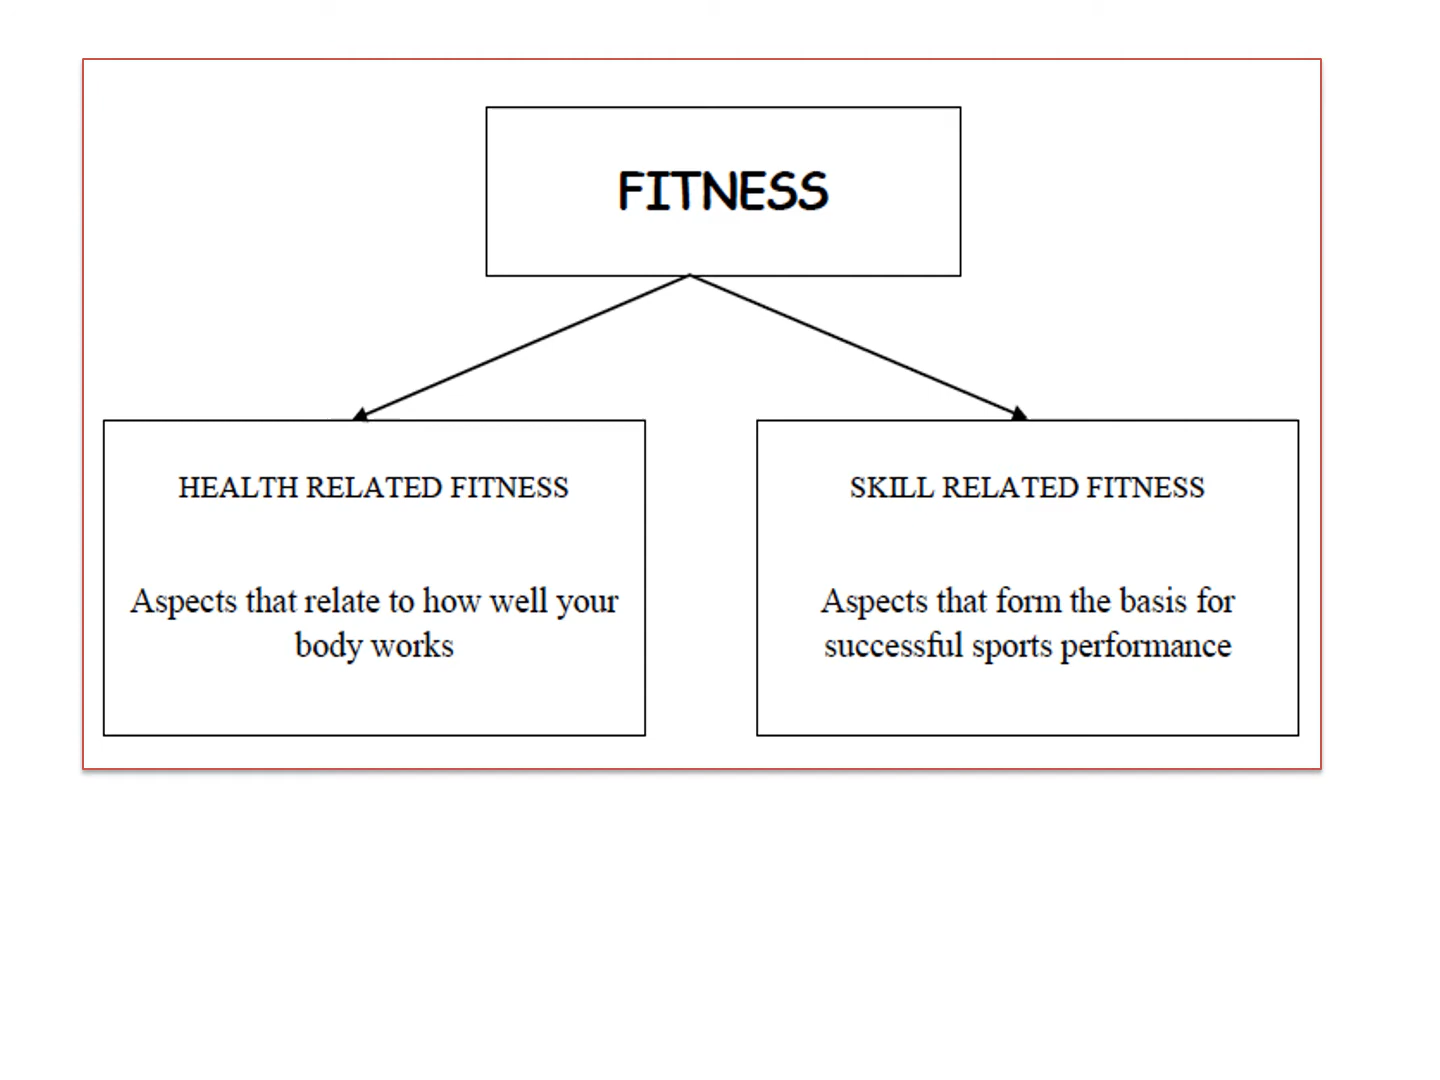 FITNESS
HEALTH RELATED FITNESS
Aspects that relate to how well your
body works
SKILL RELATED FITNESS
Aspects that form the basis for
successful sports performance